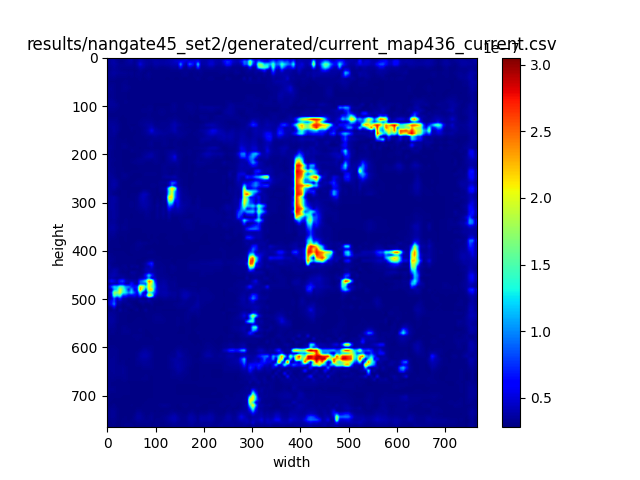 results/nangate45_set2/generated/current_map436_current.csv
1e−7
0
100
200
300
400
500
600
700
height
0 100 200 300 400 500 600 700
width
3.0
2.5
2.0
1.5
1.0
0.5